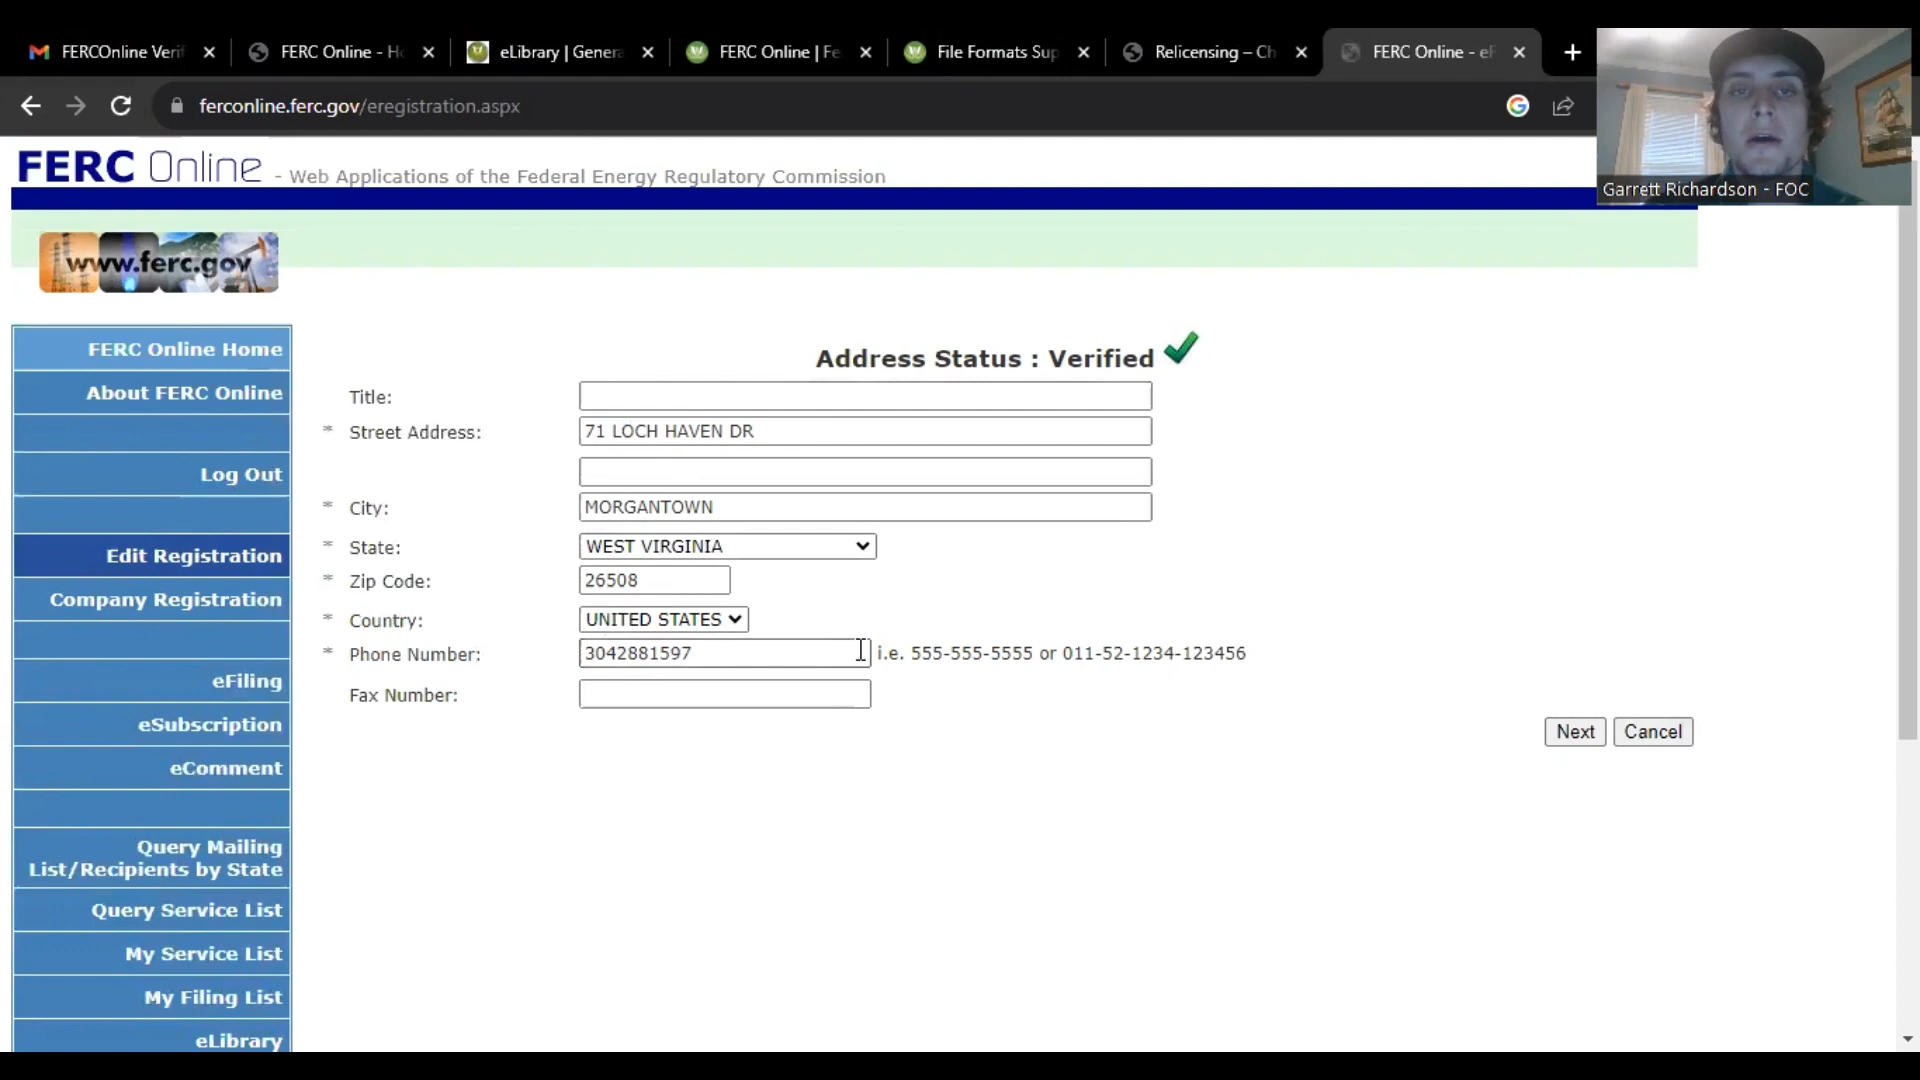 FERCOnline Verif
FERC Online - Ho
eLibrary | Genera
FERC Online | Fe
File Formats Sup
Relicensing – Ch
FERC Online - eR
ferconline.ferc.gov/eregistration.aspx
Garrett Richardson - FOC
FERC Online - Web Applications of the Federal Energy Regulatory Commission
www.ferc.gov
FERC Online Home
About FERC Online
Log Out
Edit Registration
Company Registration
eFiling
eSubscription
eComment
Query Mailing
List/Recipients by State
Query Service List
My Service List
My Filing List
eLibrary
Address Status : Verified
Title:
* Street Address: 71 LOCH HAVEN DR
* City: MORGANTOWN
* State: WEST VIRGINIA
* Zip Code: 26508
* Country: UNITED STATES
* Phone Number: 3042881597 i.e. 555-555-5555 or 011-52-1234-123456
Fax Number:
Next Cancel